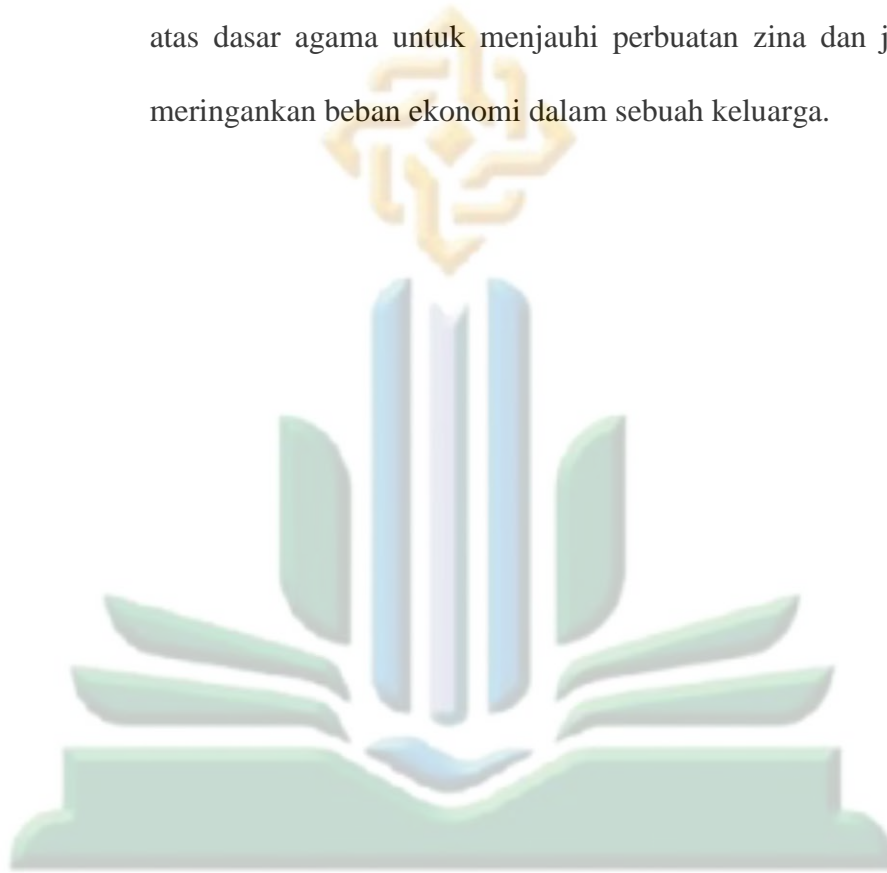 atas dasar agama untuk menjauhi perbuatan zina dan
meringankan beban ekonomi dalam sebuah keluarga.